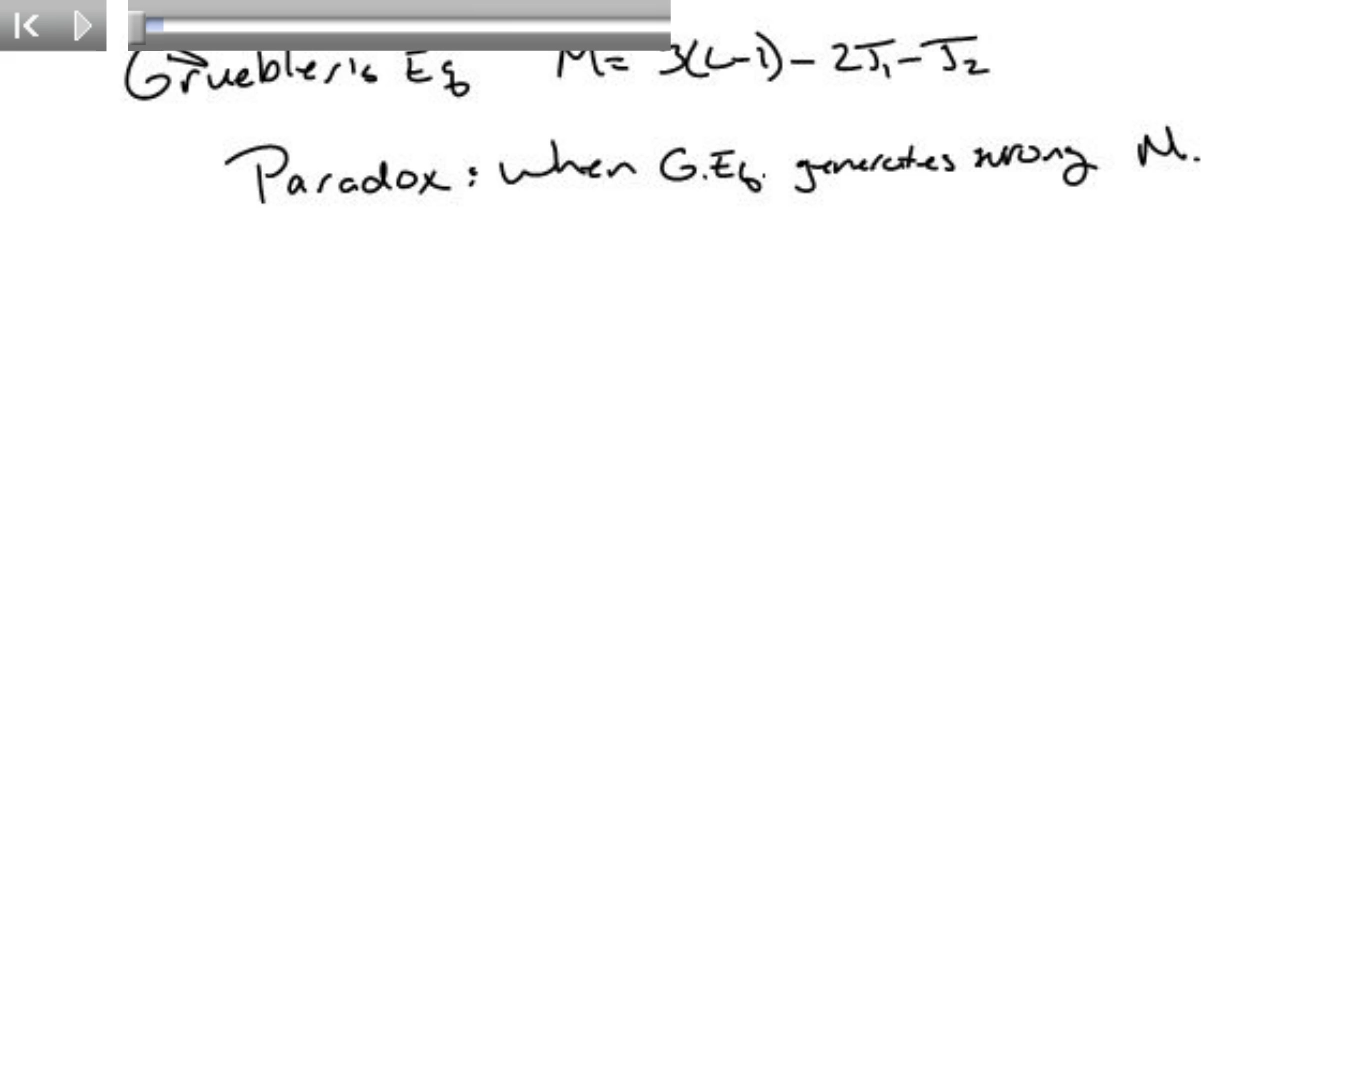 Gruebler's Eq M= 3(L-1) - 2J₁ - J₂
Paradox: when G.Eq. generates wrong M.